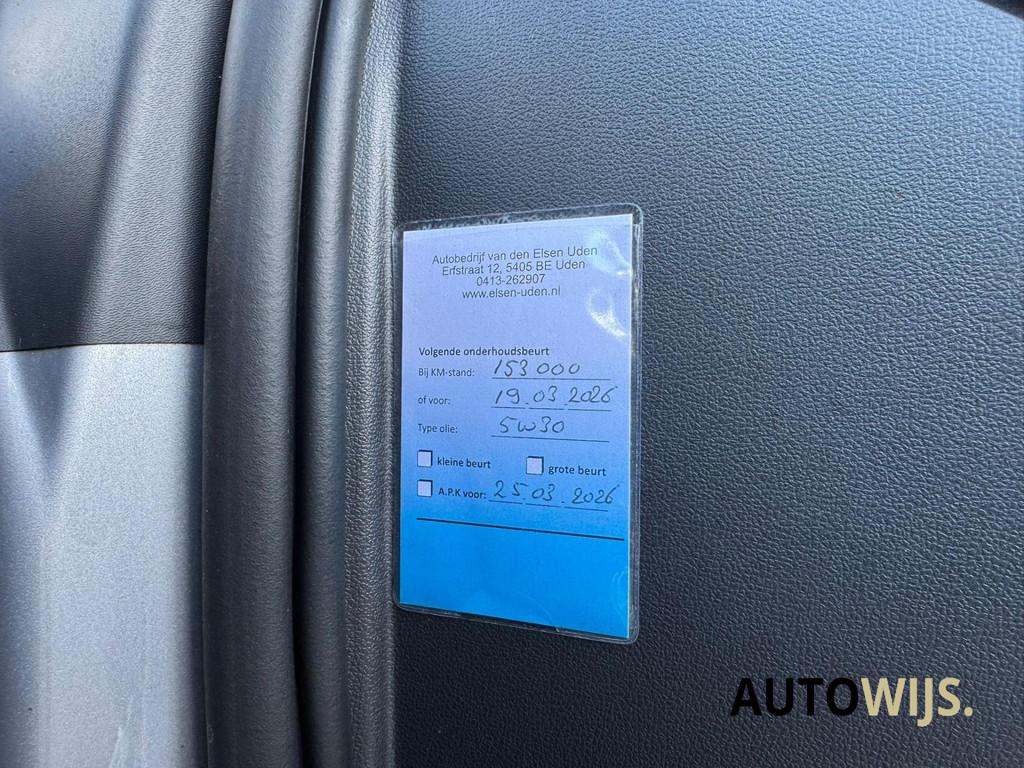 Autobedrijf van den Elsen Uden
Erfstraat 12, 5405 BE Uden
0413-262907
www.elsen-uden.nl
Volgende onderhoudsbeurt
Bij KM-stand: 153 000
of voor: 19.03.2026
Type olie: 5W30
kleine beurt grote beurt
A.P.K voor: 25.03.2026
AUTOWIJS.